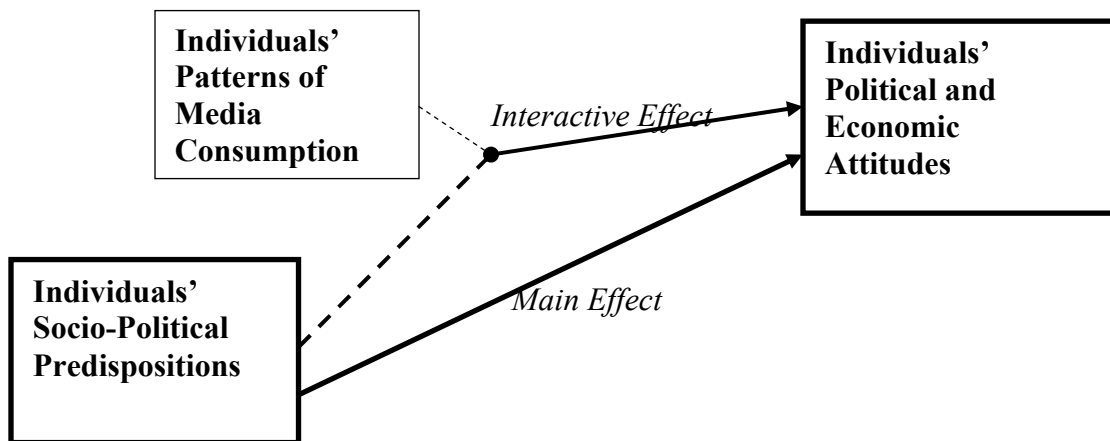 Individuals’
Patterns of
Media
Consumption
Interactive Effect
Individuals’
Political and
Economic
Attitudes
Individuals’
Socio-Political
Predispositions
Main Effect